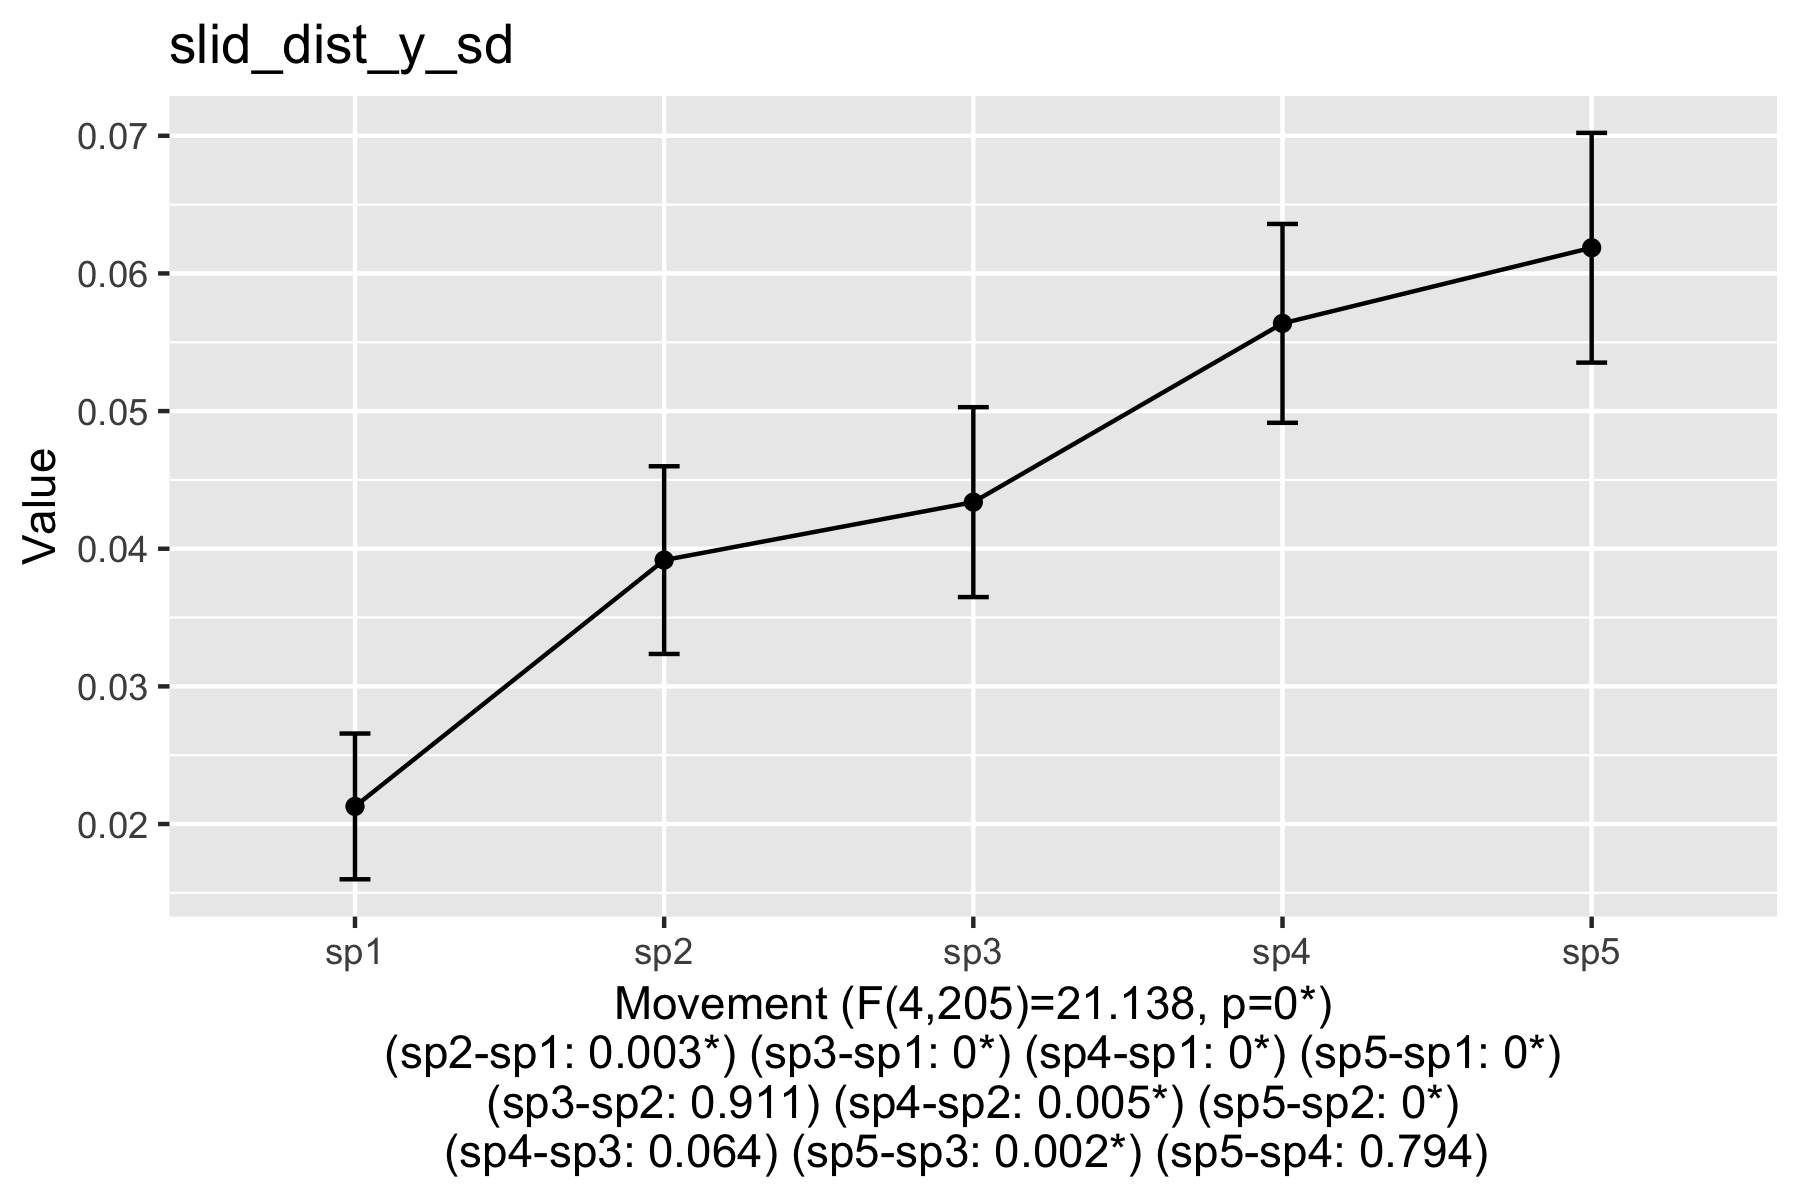 slid_dist_y_sd
Value
0.07
0.06
0.05
0.04
0.03
0.02
sp1 sp2 sp3 sp4 sp5
Movement (F(4,205)=21.138, p=0*)
(sp2-sp1: 0.003*) (sp3-sp1: 0*) (sp4-sp1: 0*) (sp5-sp1: 0*)
(sp3-sp2: 0.911) (sp4-sp2: 0.005*) (sp5-sp2: 0*)
(sp4-sp3: 0.064) (sp5-sp3: 0.002*) (sp5-sp4: 0.794)